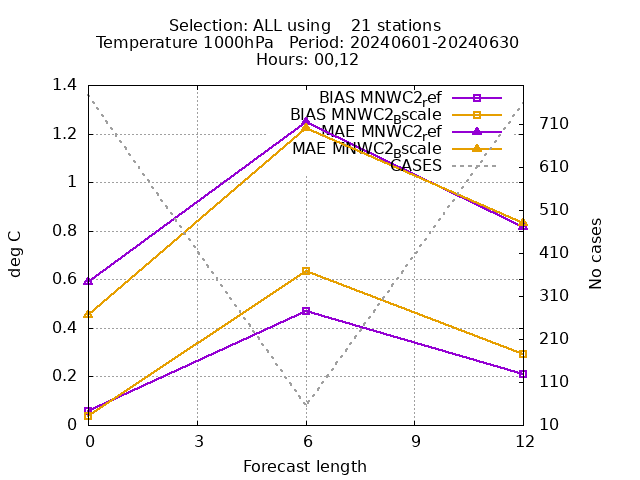 Selection: ALL using    21 stations
Temperature 1000hPa   Period: 20240601-20240630
Hours: 00,12
1.4
1.2
1
0.8
0.6
0.4
0.2
0
deg C
BIAS MNWC2_ref
BIAS MNWC2_Bscale
MAE MNWC2_ref
MAE MNWC2_Bscale
CASES
710
610
510
410
310
210
110
10
No cases
0 3 6 9 12
Forecast length